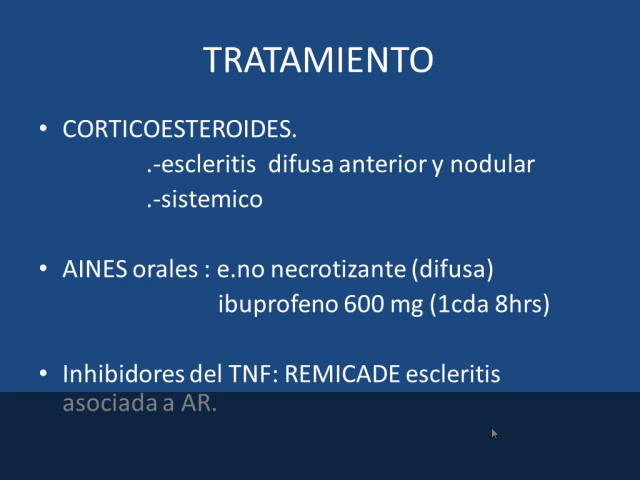 TRATAMIENTO
• CORTICOESTEROIDES.
.-escleritis difusa anterior y nodular
.-sistemico
• AINES orales : e.no necrotizante (difusa)
ibuprofeno 600 mg (1cda 8hrs)
• Inhibidores del TNF: REMICADE escleritis
asociada a AR.